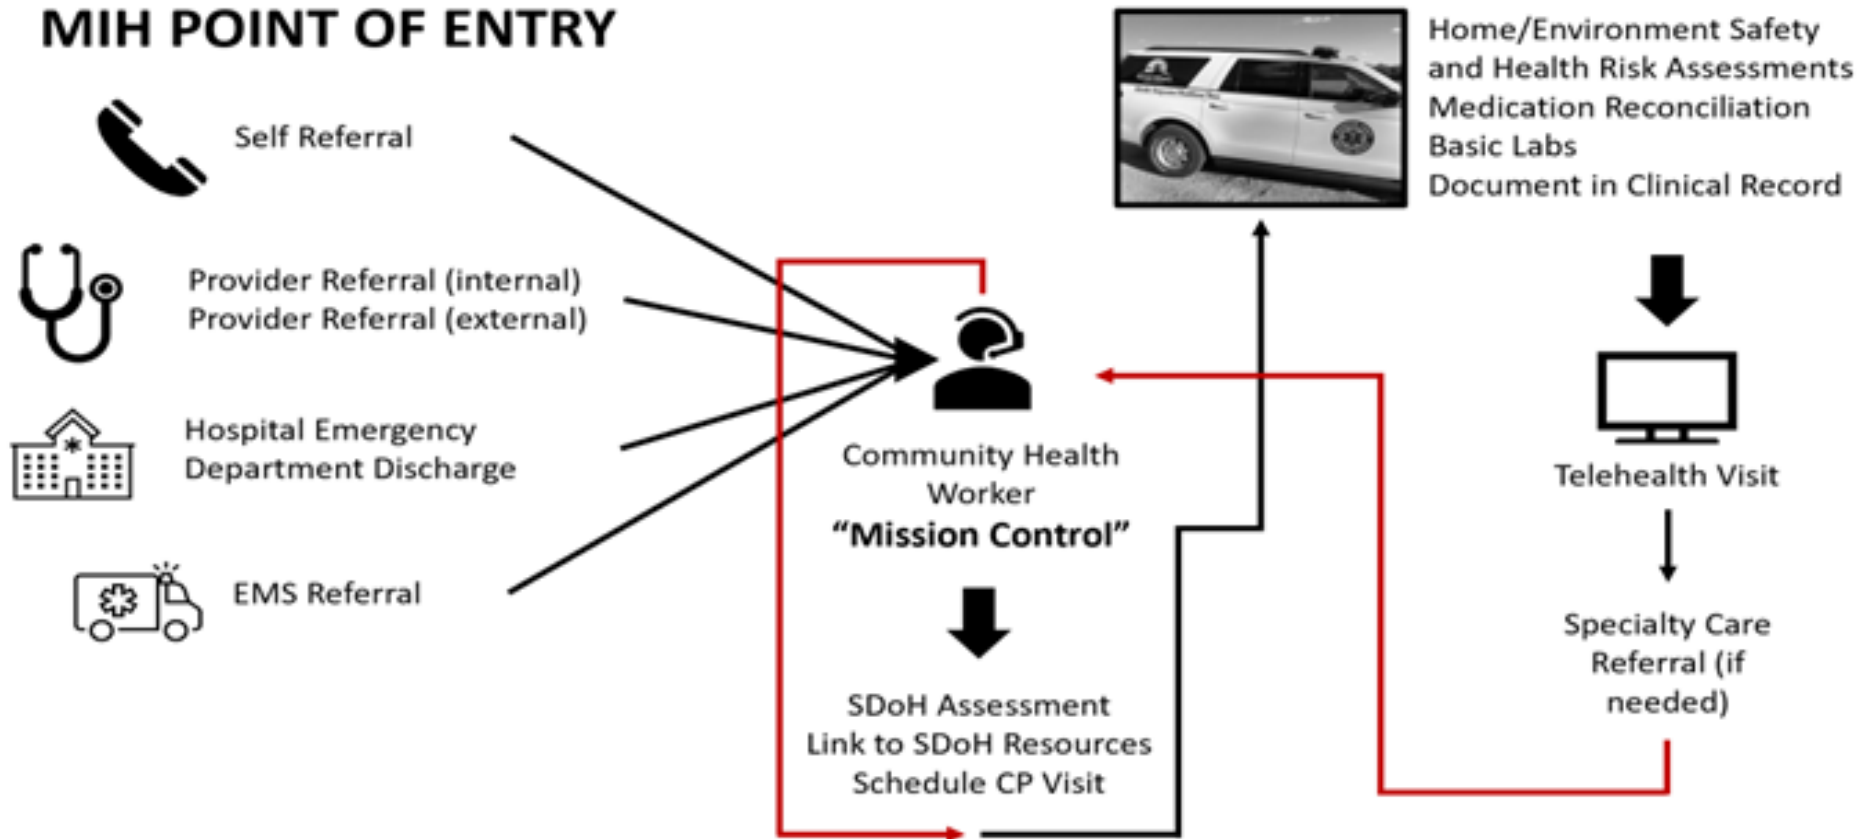 MIH POINT OF ENTRY
Self Referral
Provider Referral (internal)
Provider Referral (external)
Hospital Emergency
Department Discharge
EMS Referral
Community Health
Worker
“Mission Control”
SDoH Assessment
Link to SDoH Resources
Schedule CP Visit
Home/Environment Safety
and Health Risk Assessments
Medication Reconciliation
Basic Labs
Document in Clinical Record
Telehealth Visit
Specialty Care
Referral (if
needed)